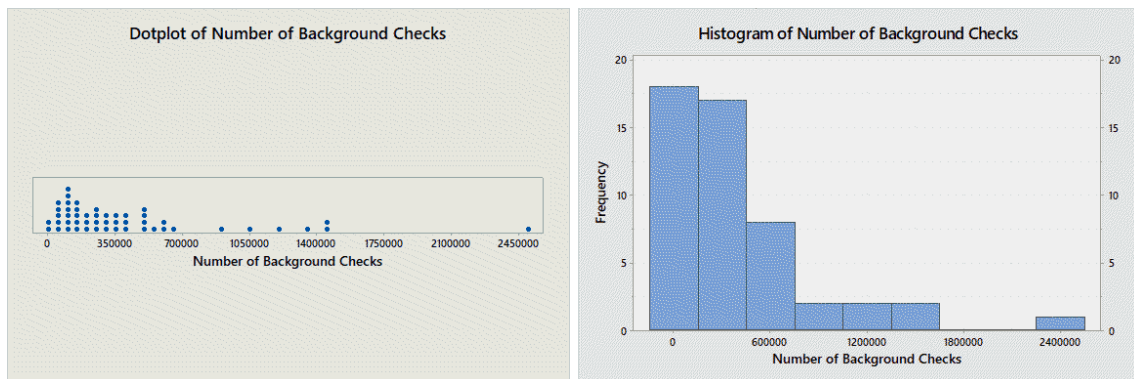 Dotplot of Number of Background Checks
0 350000 700000 1050000 1400000 1750000 2100000 2450000
Number of Background Checks
Histogram of Number of Background Checks
20 20
15 15
Frequency
10 10
5 5
0 0
0 600000 1200000 1800000 2400000
Number of Background Checks